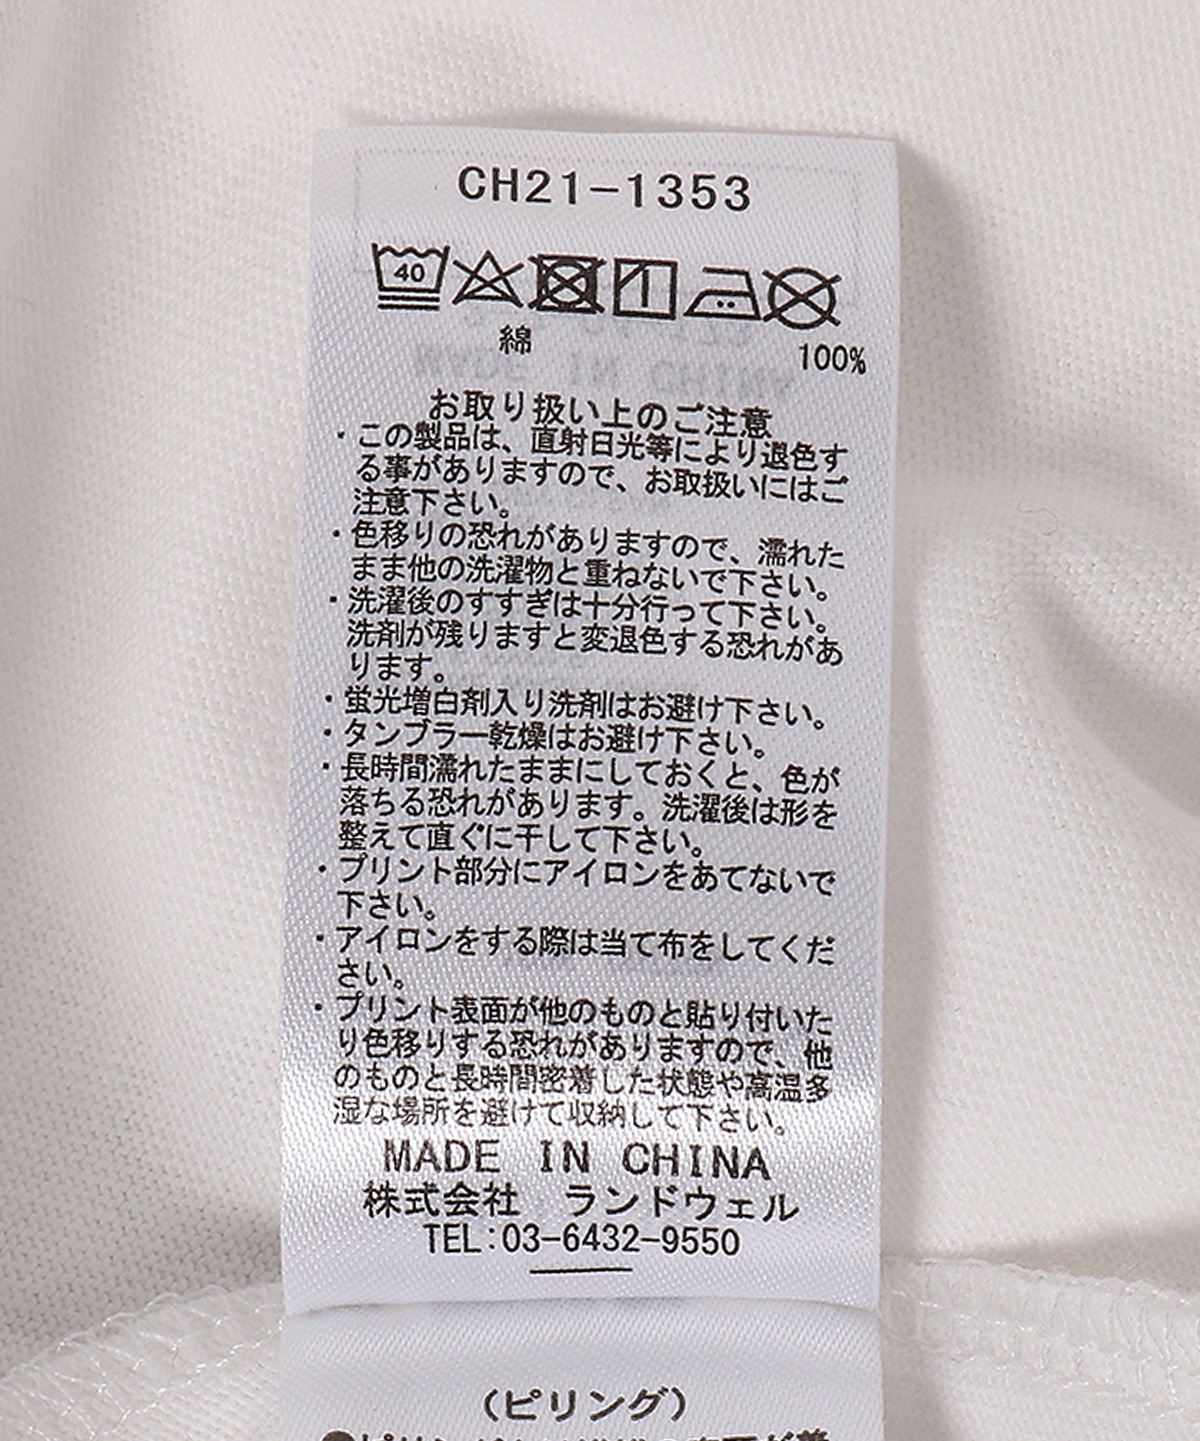 CH21-1353
40
綿
100%
お取り扱い上のご注意
・この製品は、直射日光等により退色す
る事がありますので、お取扱いにはご
注意下さい。
・色移りの恐れがありますので、濡れた
まま他の洗濯物と重ねないで下さい。
・洗濯後のすすぎは十分行って下さい。
洗剤が残りますと変退色する恐れがあ
ります。
・蛍光増白剤入り洗剤はお避け下さい。
・タンブラー乾燥はお避け下さい。
・長時間濡れたままにしておくと、色が
落ちる恐れがあります。洗濯後は形を
整えて直ぐに干して下さい。
・プリント部分にアイロンをあてないで
下さい。
・アイロンをする際は当て布をしてくだ
さい。
・プリント表面が他のものと貼り付いた
り色移りする恐れがありますので、他
のものと長時間密着した状態や高温多
湿な場所を避けて収納して下さい。
MADE IN CHINA
株式会社　ランドウェル
TEL:03-6432-9550
(ピリング)